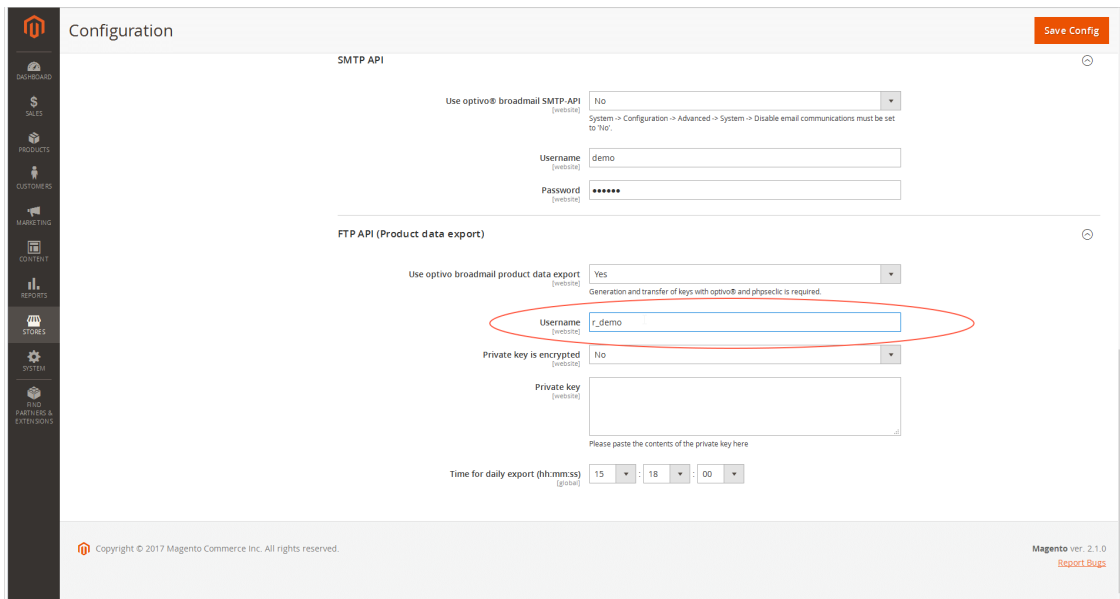 Configuration
Save Config
DASHBOARD
$
SALES
PRODUCTS
CUSTOMERS
MARKETING
CONTENT
REPORTS
STORES
SYSTEM
FIND
PARTNERS &
EXTENSIONS
SMTP API
Use optivo® broadmail SMTP-API No
[website]
System -> Configuration -> Advanced -> System -> Disable email communications must be set
to 'No'.
Username demo
[website]
Password ••••••
[website]
FTP API (Product data export)
Use optivo broadmail product data export Yes
[website]
Generation and transfer of keys with optivo® and phpseclic is required.
Username r_demo
[website]
Private key is encrypted No
[website]
Private key
[website]
Please paste the contents of the private key here
Time for daily export (hh:mm:ss) 15 : 18 : 00
[global]
Copyright © 2017 Magento Commerce Inc. All rights reserved.
Magento ver. 2.1.0
Report Bugs